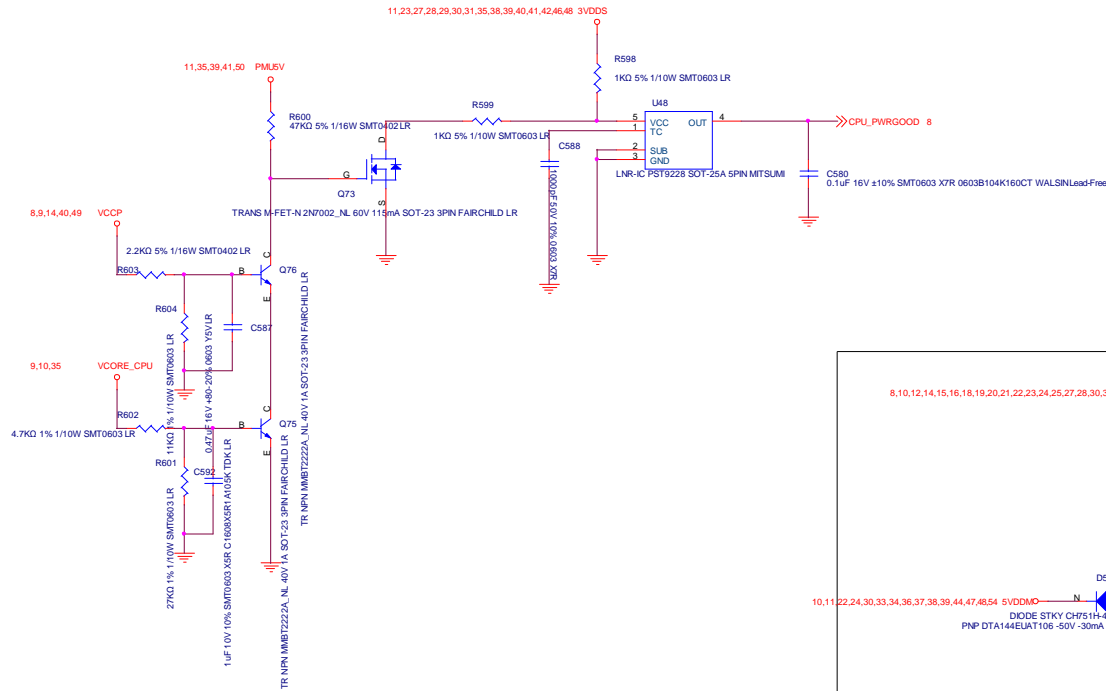 11,23,27,28,29,30,31,35,38,39,40,41,42,46,48 3VDDS
R598
1KΩ 5% 1/10W SMT0603 LR
11,35,39,41,50 PMU5V
R600
47KΩ 5% 1/16W SMT0402 LR
R599
1KΩ 5% 1/10W SMT0603 LR
U48
5 VCC OUT 4
1 TC
2 SUB
3 GND
LNR-IC PST9228 SOT-25A 5PIN MITSUMI
CPU_PWRGOOD 8
C588
1000pF 50V 10% 0603 X7R
C580
0.1uF 16V ±10% SMT0603 X7R 0603B104K160CT WALSINLead-Free
D
G
S
Q73
TRANS M-FET-N 2N7002_NL 60V 115mA SOT-23 3PIN FAIRCHILD LR
8,9,14,40,49 VCCP
2.2KΩ 5% 1/16W SMT0402 LR
R603
B
C
E
Q76
TR NPN MMBT2222A_NL 40V 1A SOT-23 3PIN FAIRCHILD LR
R604
11KΩ 1% 1/10W SMT0603 LR
C587
0.47uF 16V +80-20% 0603 Y5V LR
9,10,35 VCORE_CPU
R602
4.7KΩ 1% 1/10W SMT0603 LR
B
C
E
Q75
TR NPN MMBT2222A_NL 40V 1A SOT-23 3PIN FAIRCHILD LR
R601
27KΩ 1% 1/10W SMT0603 LR
C592
1uF 10V 10% SMT0603 X5R C1608X5R1A105K TDK LR
8,10,12,14,15,16,18,19,20,21,22,23,24,25,27,28,30,3
10,11,22,24,30,33,34,36,37,38,39,44,47,48,54 5VDDM
N
D5
DIODE STKY CH751H-4
PNP DTA144EUAT106 -50V -30mA